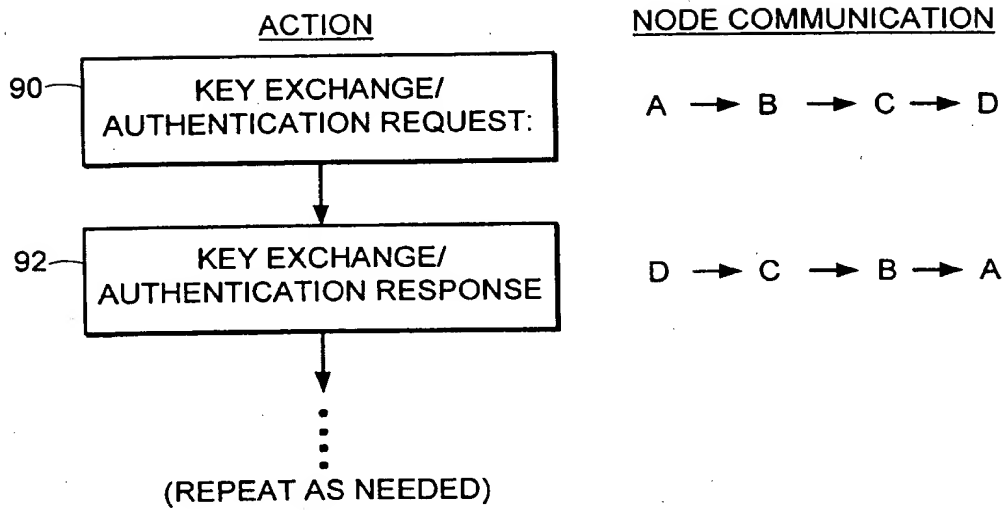 ACTION
NODE COMMUNICATION
90
KEY EXCHANGE/
AUTHENTICATION REQUEST:
A → B → C → D
92
KEY EXCHANGE/
AUTHENTICATION RESPONSE
D → C → B → A
(REPEAT AS NEEDED)